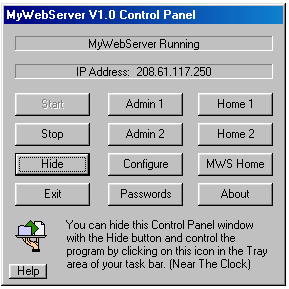 MyWebServer V1.0 Control Panel
MyWebServer Running
IP Address: 208.61.117.250
Start Admin 1 Home 1
Stop Admin 2 Home 2
Hide Configure MWS Home
Exit Passwords About
You can hide this Control Panel window
with the Hide button and control the
program by clicking on this icon in the Tray
area of your task bar. (Near The Clock)
Help